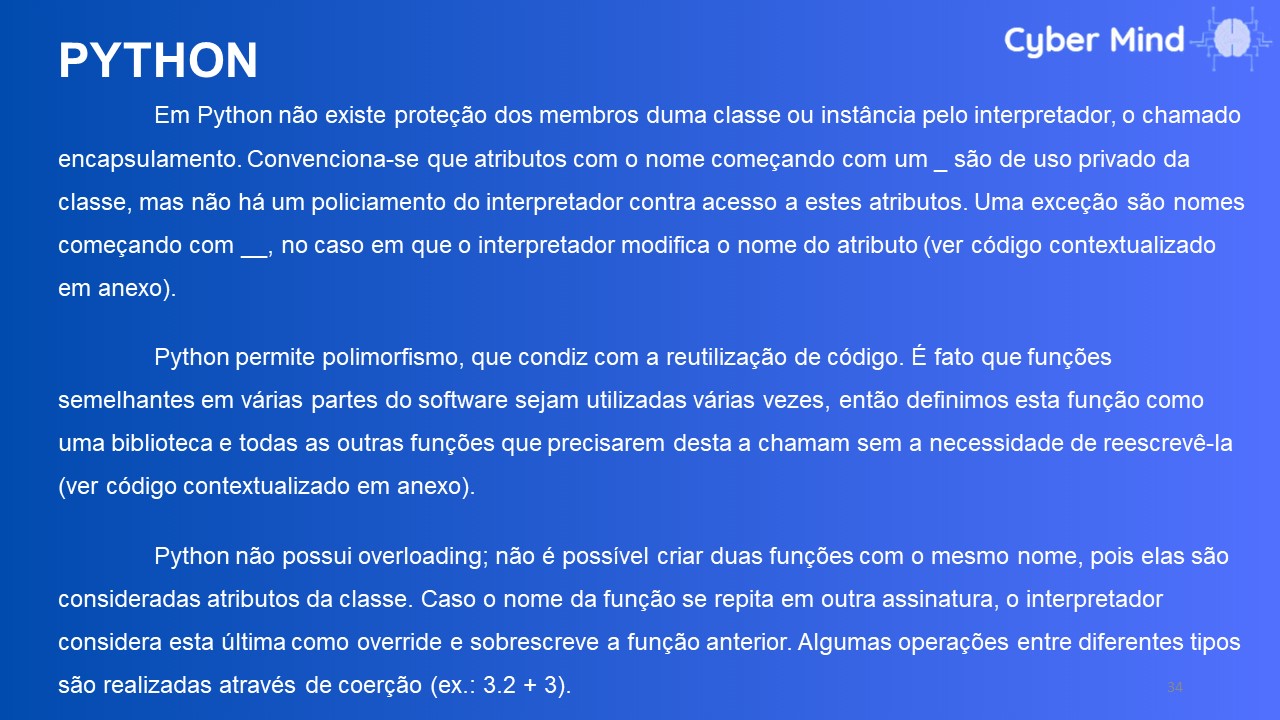 Cyber Mind
PYTHON
Em Python não existe proteção dos membros duma classe ou instância pelo interpretador, o chamado
encapsulamento. Convenciona-se que atributos com o nome começando com um _ são de uso privado da
classe, mas não há um policiamento do interpretador contra acesso a estes atributos. Uma exceção são nomes
começando com __, no caso em que o interpretador modifica o nome do atributo (ver código contextualizado
em anexo).
Python permite polimorfismo, que condiz com a reutilização de código. É fato que funções
semelhantes em várias partes do software sejam utilizadas várias vezes, então definimos esta função como
uma biblioteca e todas as outras funções que precisarem desta a chamam sem a necessidade de reescrevê-la
(ver código contextualizado em anexo).
Python não possui overloading; não é possível criar duas funções com o mesmo nome, pois elas são
consideradas atributos da classe. Caso o nome da função se repita em outra assinatura, o interpretador
considera esta última como override e sobrescreve a função anterior. Algumas operações entre diferentes tipos
são realizadas através de coerção (ex.: 3.2 + 3).
34